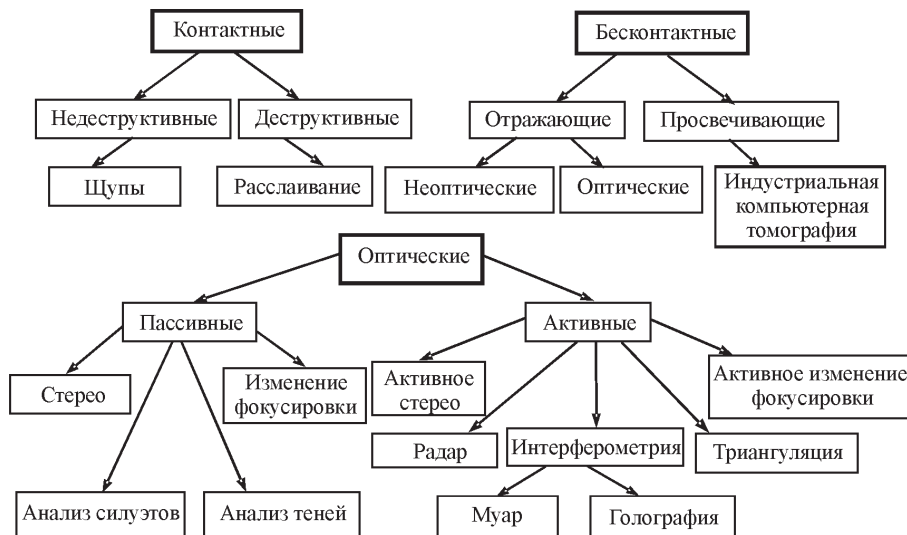 Контактные
Бесконтактные
Недеструктивные
Деструктивные
Отражающие
Просвечивающие
Щупы
Расслаивание
Неоптические
Оптические
Индустриальная
компьютерная
томография
Оптические
Пассивные
Активные
Стерео
Изменение
фокусировки
Активное
стерео
Активное изменение
фокусировки
Радар
Интерферометрия
Триангуляция
Анализ силуэтов
Анализ теней
Муар
Голография